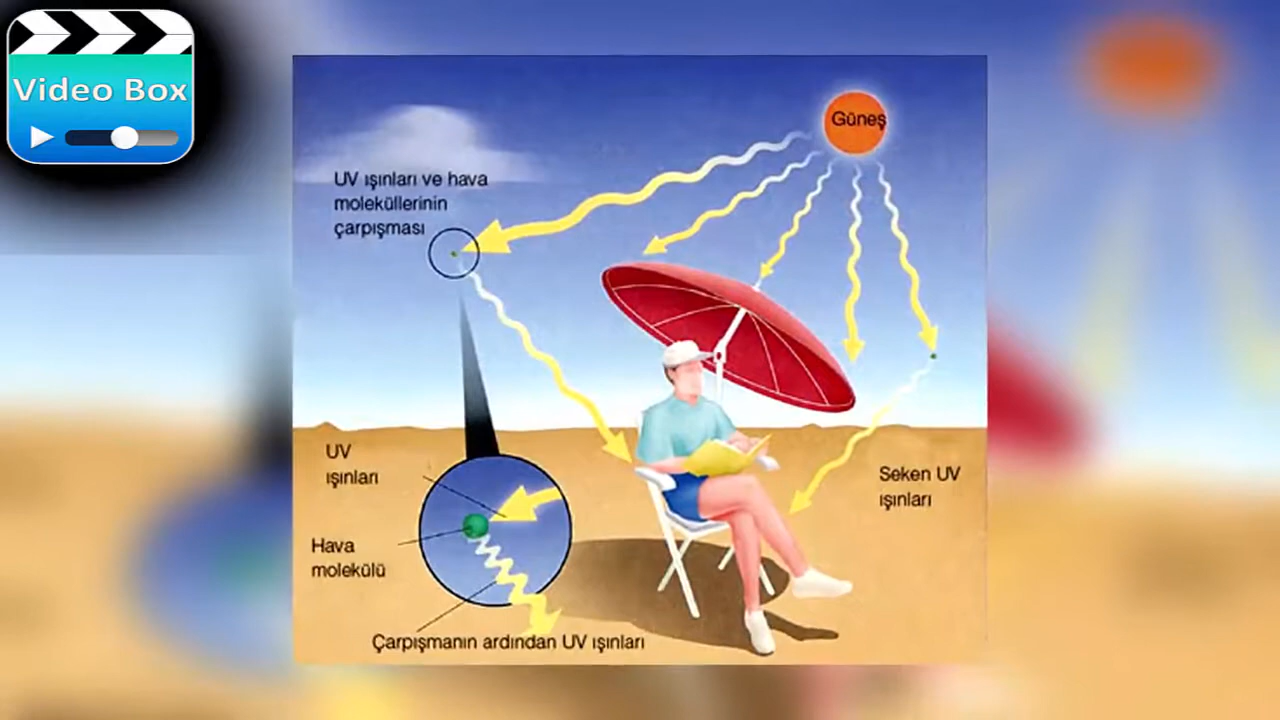 Video Box
Güneş
UV ışınları ve hava
moleküllerinin
çarpışması
UV
ışınları
Seken UV
ışınları
Hava
molekülü
Çarpışmanın ardından UV ışınları